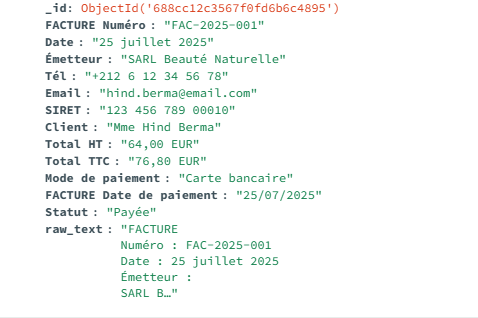 _id: ObjectId('688cc12c3567f0fd6b6c4895')
FACTURE Numéro : "FAC-2025-001"
Date : "25 juillet 2025"
Émetteur : "SARL Beauté Naturelle"
Tél : "+212 6 12 34 56 78"
Email : "hind.berma@email.com"
SIRET : "123 456 789 00010"
Client : "Mme Hind Berma"
Total HT : "64,00 EUR"
Total TTC : "76,80 EUR"
Mode de paiement : "Carte bancaire"
FACTURE Date de paiement : "25/07/2025"
Statut : "Payée"
raw_text : "FACTURE
Numéro : FAC-2025-001
Date : 25 juillet 2025
Émetteur :
SARL B…"